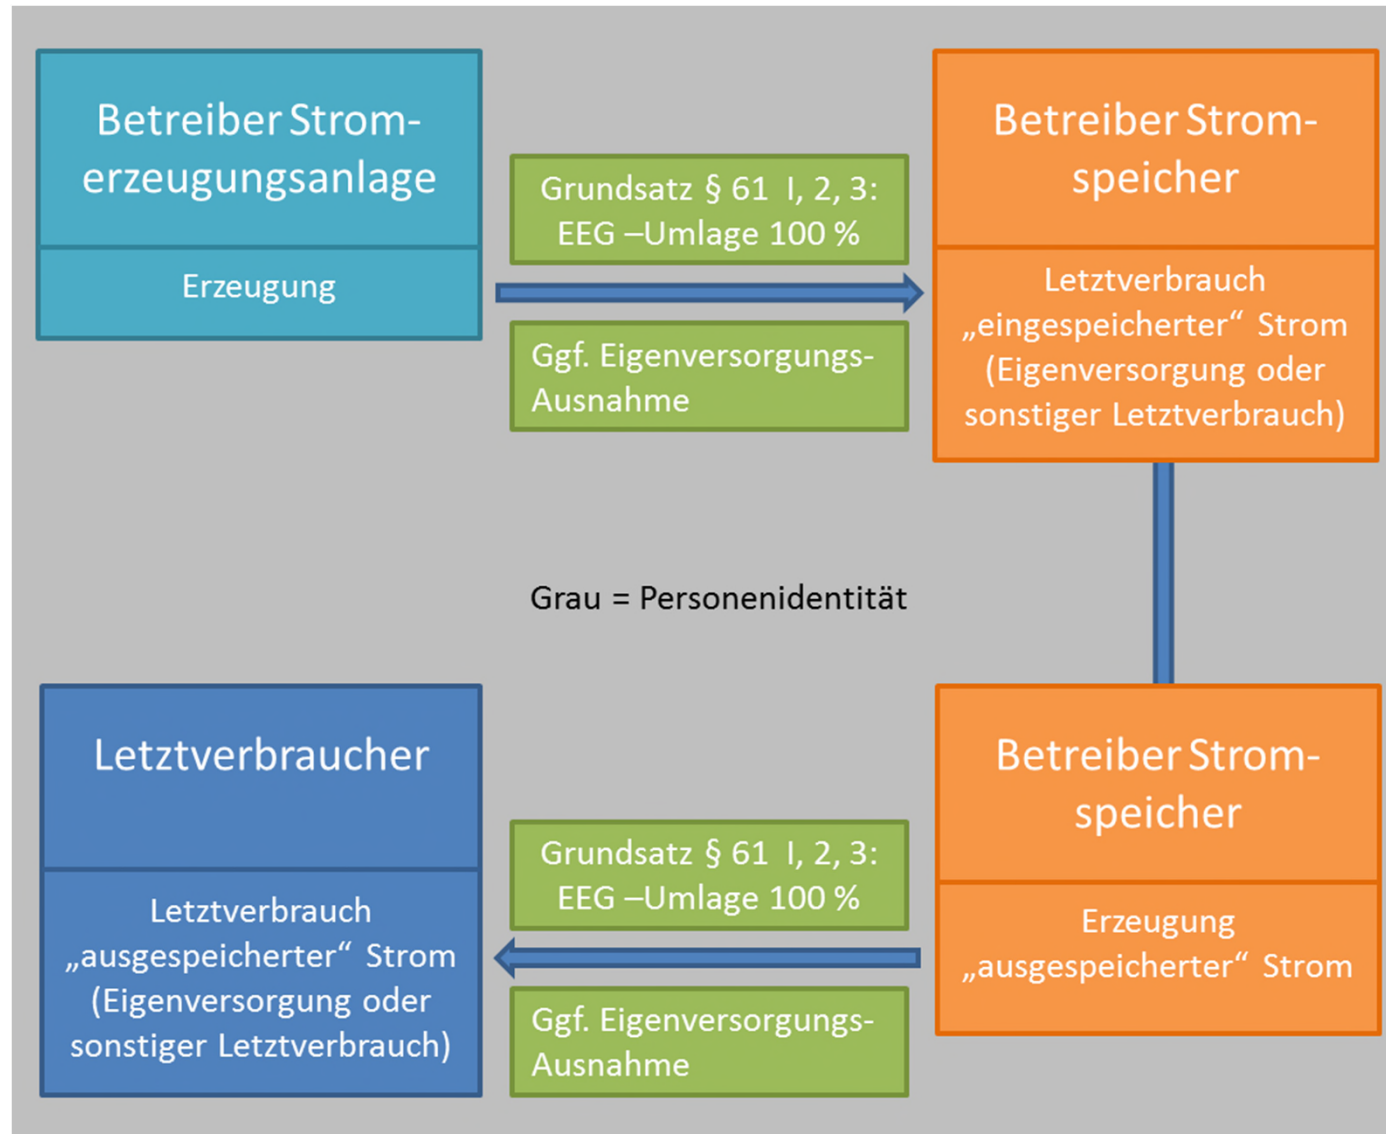 Betreiber Strom-
erzeugungsanlage
Erzeugung
Grundsatz § 61 I, 2, 3:
EEG –Umlage 100 %
Ggf. Eigenversorgungs-
Ausnahme
Betreiber Strom-
speicher
Letztverbrauch
„eingespeicherter“ Strom
(Eigenversorgung oder
sonstiger Letztverbrauch)
Grau = Personenidentität
Letztverbraucher
Letztverbrauch
„ausgespeicherter“ Strom
(Eigenversorgung oder
sonstiger Letztverbrauch)
Grundsatz § 61 I, 2, 3:
EEG –Umlage 100 %
Ggf. Eigenversorgungs-
Ausnahme
Betreiber Strom-
speicher
Erzeugung
„ausgespeicherter“ Strom